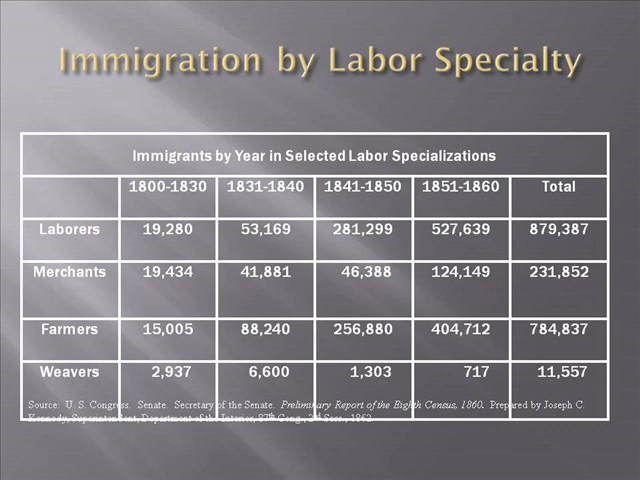 Immigration by Labor Specialty
Immigrants by Year in Selected Labor Specializations
1800-1830 1831-1840 1841-1850 1851-1860 Total
Laborers 19,280 53,169 281,299 527,639 879,387
Merchants 19,434 41,881 46,388 124,149 231,852
Farmers 15,005 88,240 256,880 404,712 784,837
Weavers 2,937 6,600 1,303 717 11,557
Source: U. S. Congress. Senate. Secretary of the Senate. Preliminary Report of the Eighth Census, 1860. Prepared by Joseph C.
Kennedy, Superintendent, Department of the Interior, 37th Cong., 2nd Sess., 1862.